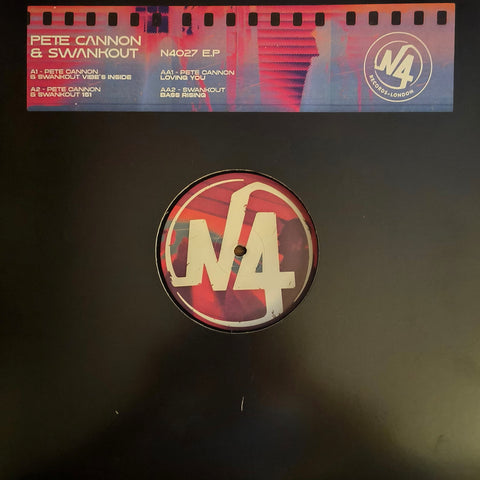 PETE CANNON
& SWANKOUT
N4027 E.P
A1 - PETE CANNON
& SWANKOUT VIBE'S INSIDE
A2 - PETE CANNON
& SWANKOUT 151
AA1 - PETE CANNON
LOVING YOU
AA2 - SWANKOUT
BASS RISING
N4
RECORDS-LONDON
N4